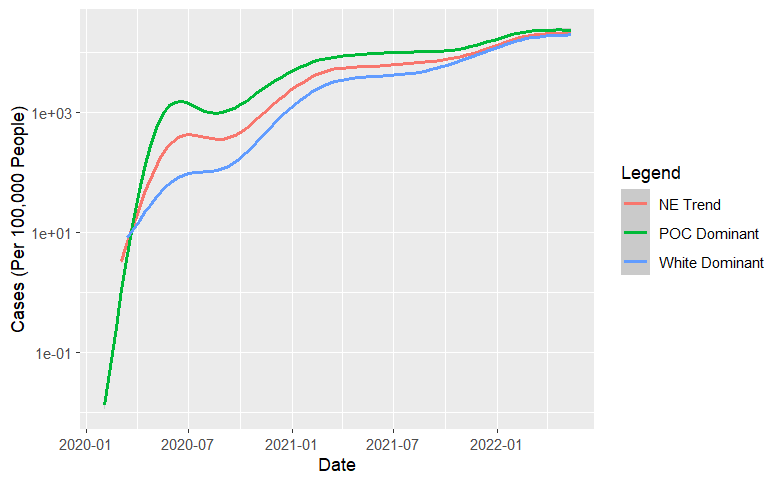 Cases (Per 100,000 People)
1e+03
1e+01
1e-01
2020-01
2020-07
2021-01
2021-07
2022-01
Date
Legend
NE Trend
POC Dominant
White Dominant